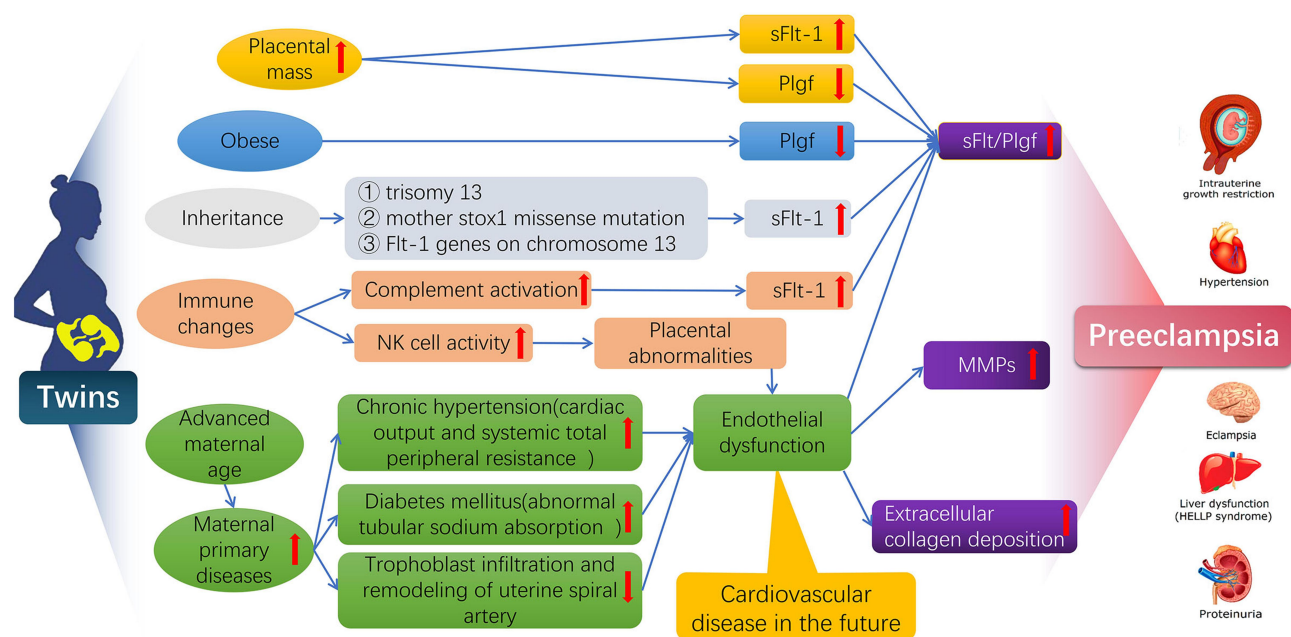 Placental
mass
sFlt-1
Plgf
Obese
Plgf
sFlt/Plgf
Inheritance
① trisomy 13
② mother stox1 missense mutation
③ Flt-1 genes on chromosome 13
sFlt-1
Immune
changes
Complement activation
sFlt-1
NK cell activity
Placental
abnormalities
Twins
Advanced
maternal
age
Maternal
primary
diseases
Chronic hypertension(cardiac
output and systemic total
peripheral resistance )
Diabetes mellitus(abnormal
tubular sodium absorption )
Trophoblast infiltration and
remodeling of uterine spiral
artery
Endothelial
dysfunction
Cardiovascular
disease in the future
MMPs
Extracellular
collagen deposition
Preeclampsia
Intrauterine
growth restriction
Hypertension
Eclampsia
Liver dysfunction
(HELLP syndrome)
Proteinuria